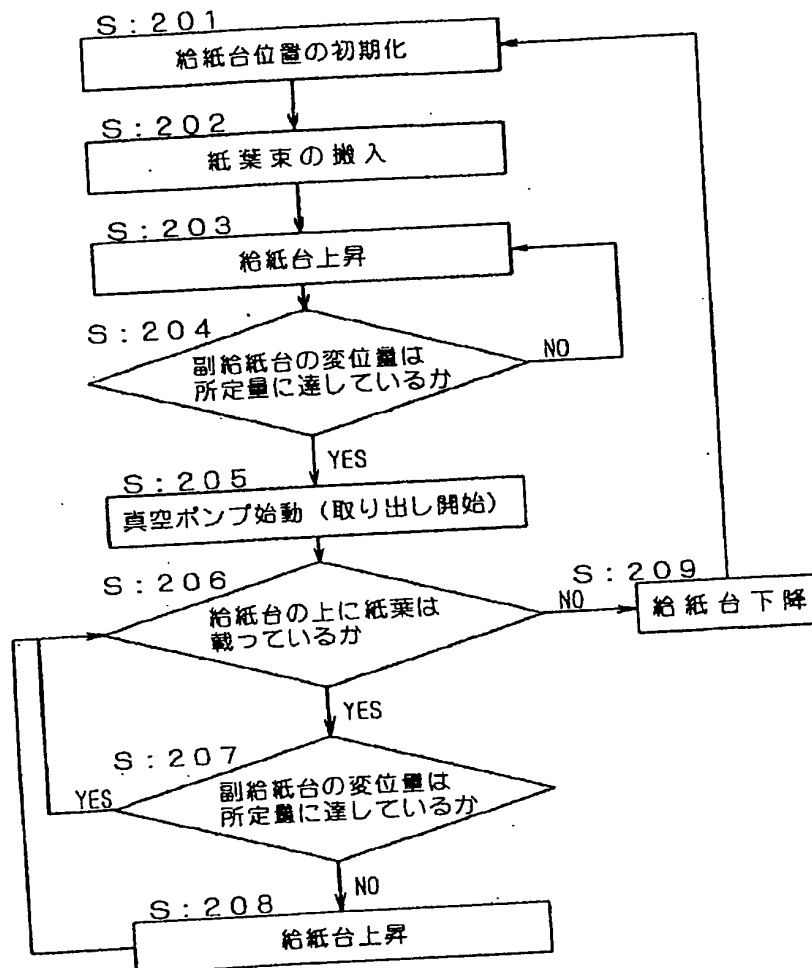 S:201
給紙台位置の初期化
S:202
紙葉束の搬入
S:203
給紙台上昇
S:204
副給紙台の変位量は
所定量に達しているか
NO
YES
S:205
真空ポンプ始動(取り出し開始)
S:206
給紙台の上に紙葉は
載っているか
NO
S:209
給紙台下降
YES
S:207
副給紙台の変位量は
所定量に達しているか
YES
NO
S:208
給紙台上昇